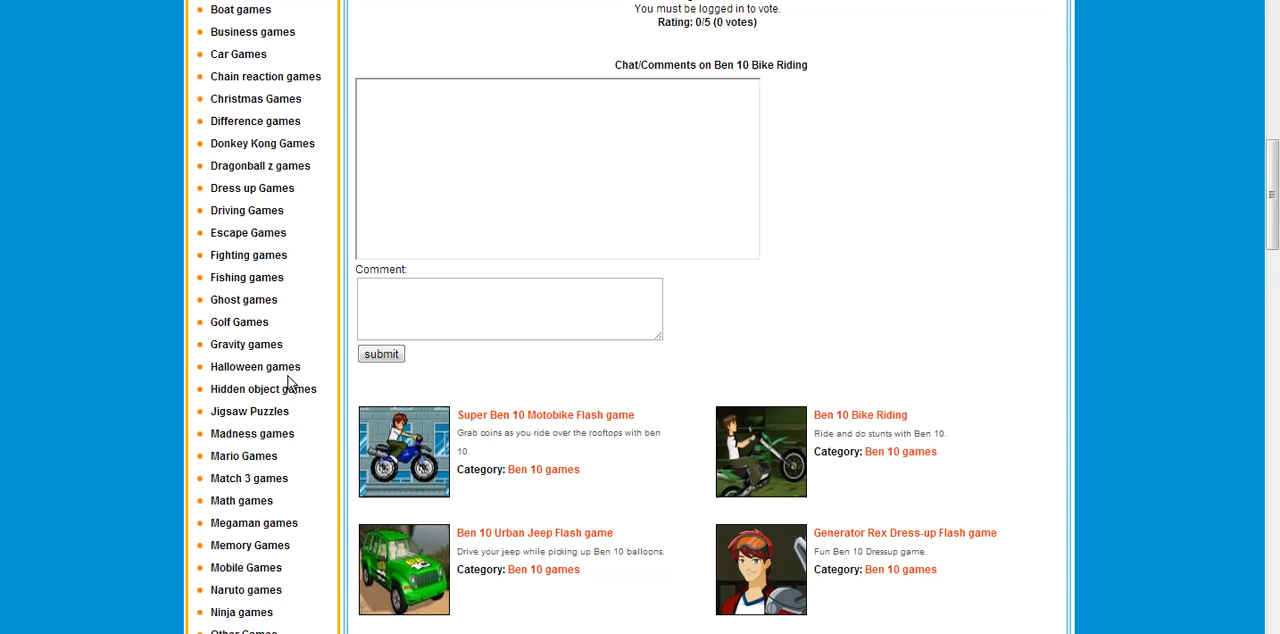 Boat games
Business games
Car Games
Chain reaction games
Christmas Games
Difference games
Donkey Kong Games
Dragonball z games
Dress up Games
Driving Games
Escape Games
Fighting games
Fishing games
Ghost games
Golf Games
Gravity games
Halloween games
Hidden object games
Jigsaw Puzzles
Madness games
Mario Games
Match 3 games
Math games
Megaman games
Memory Games
Mobile Games
Naruto games
Ninja games
Other Games
You must be logged in to vote.
Rating: 0/5 (0 votes)
Chat/Comments on Ben 10 Bike Riding
Comment:
submit
Super Ben 10 Motobike Flash game
Grab coins as you ride over the rooftops with ben
10.
Category: Ben 10 games
Ben 10 Bike Riding
Ride and do stunts with Ben 10.
Category: Ben 10 games
Ben 10 Urban Jeep Flash game
Drive your jeep while picking up Ben 10 balloons.
Category: Ben 10 games
Generator Rex Dress-up Flash game
Fun Ben 10 Dressup game.
Category: Ben 10 games